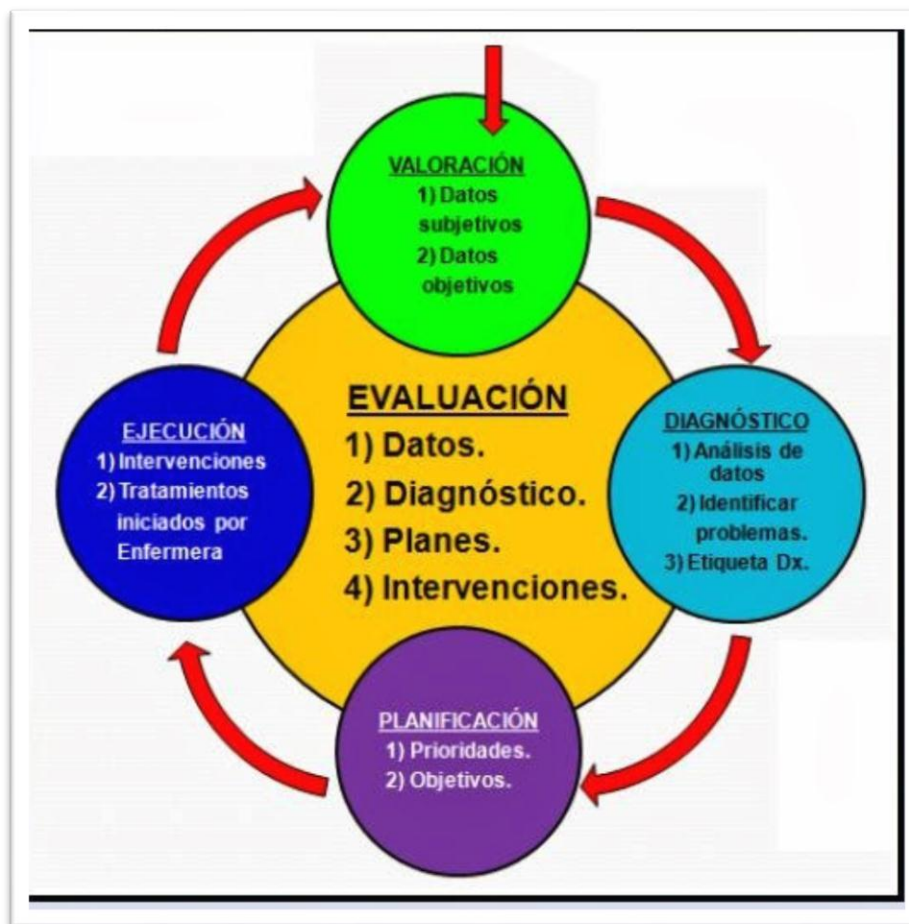 VALORACIÓN
1) Datos
subjetivos
2) Datos
objetivos
EVALUACIÓN
1) Datos.
2) Diagnóstico.
3) Planes.
4) Intervenciones.
DIAGNÓSTICO
1) Análisis de
datos
2) Identificar
problemas.
3) Etiqueta Dx.
PLANIFICACIÓN
1) Prioridades.
2) Objetivos.
EJECUCIÓN
1) Intervenciones
2) Tratamientos
iniciados por
Enfermera